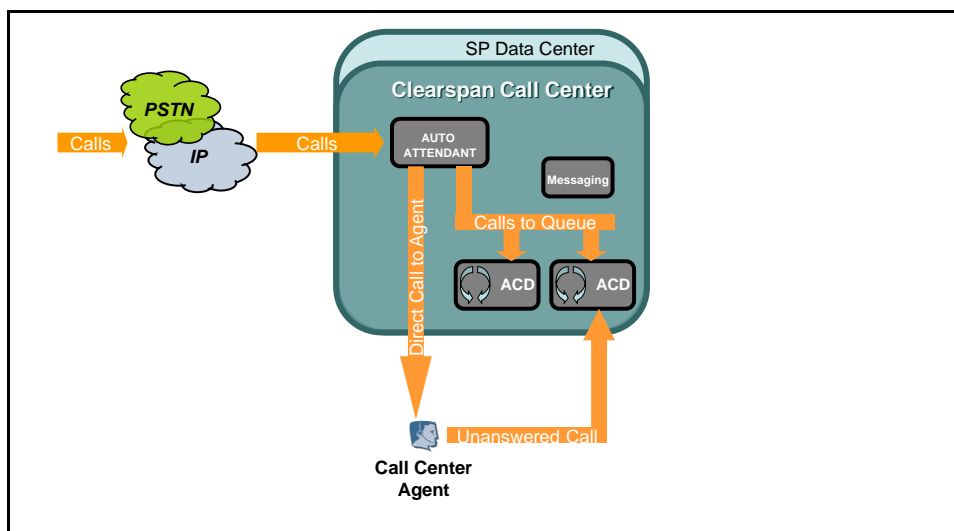 SP Data Center
Clearspan Call Center
PSTN
IP
Calls
Calls
AUTO
ATTENDANT
Messaging
Calls to Queue
Direct Call to Agent
ACD
ACD
Unanswered Call
Call Center
Agent